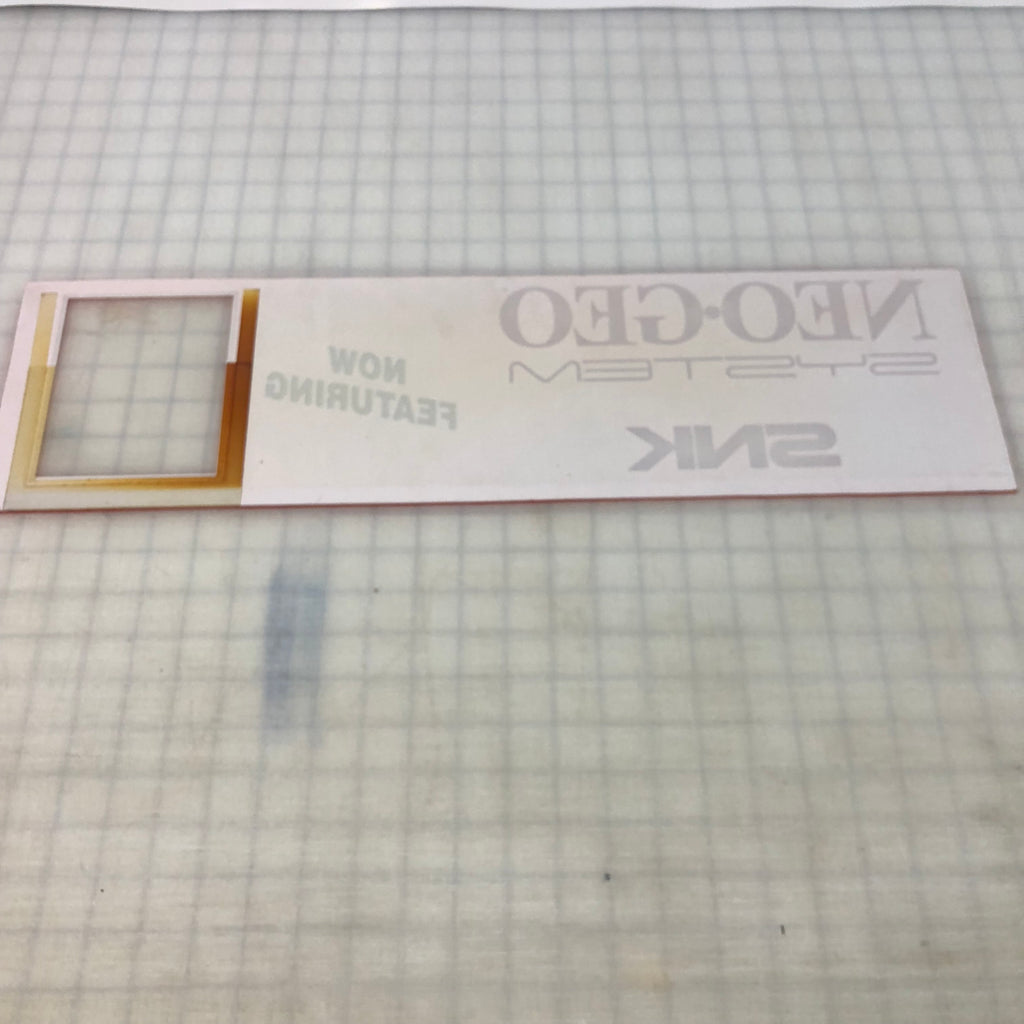 NEO•GEO
SYSTEM
SNK
NOW
FEATURING